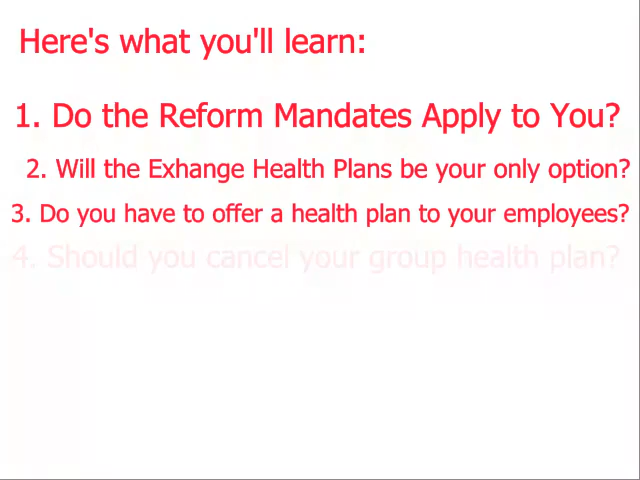 Here's what you'll learn:
1. Do the Reform Mandates Apply to You?
2. Will the Exhange Health Plans be your only option?
3. Do you have to offer a health plan to your employees?
4. Should you cancel your group health plan?